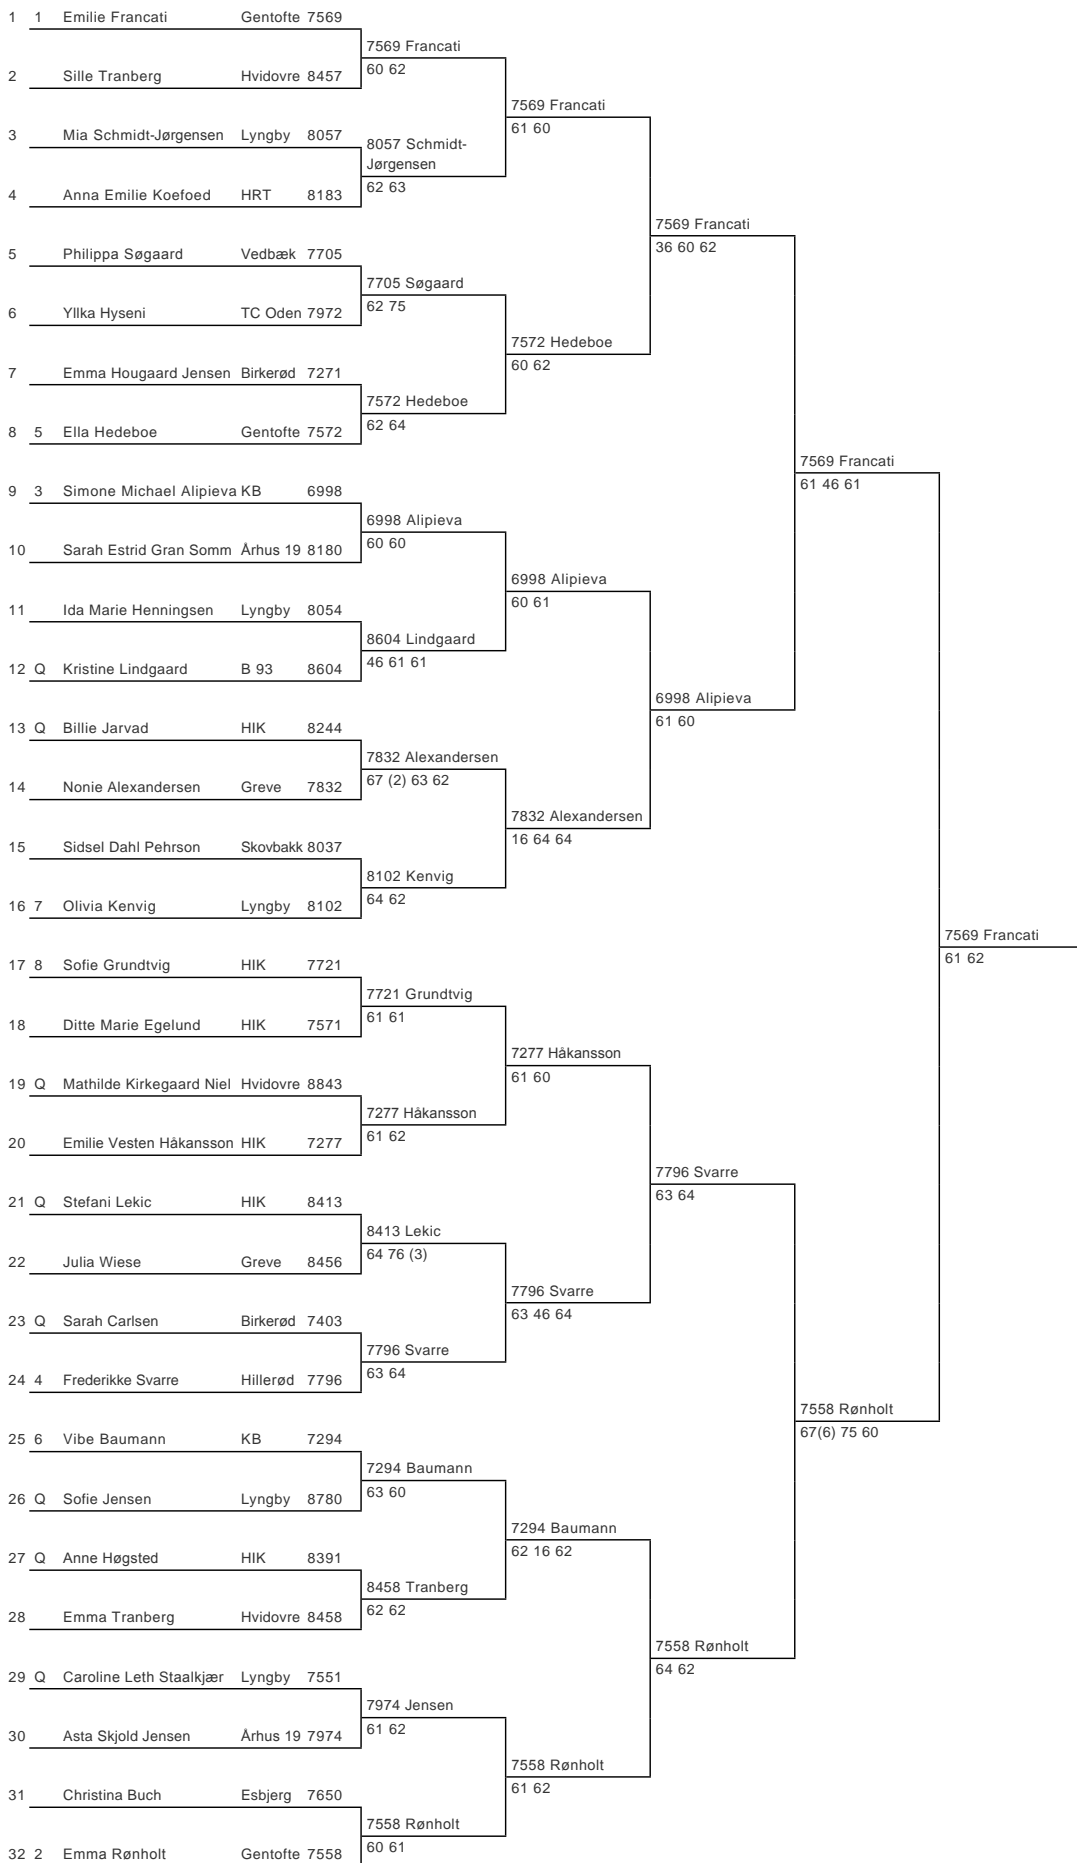 1 1 Emilie Francati Gentofte 7569
7569 Francati
60 62
2 Sille Tranberg Hvidovre 8457
7569 Francati
61 60
3 Mia Schmidt-Jørgensen Lyngby 8057
8057 Schmidt-
Jørgensen
62 63
4 Anna Emilie Koefoed HRT 8183
7569 Francati
36 60 62
5 Philippa Søgaard Vedbæk 7705
7705 Søgaard
62 75
6 Yllka Hyseni TC Oden 7972
7572 Hedeboe
60 62
7 Emma Hougaard Jensen Birkerød 7271
7572 Hedeboe
62 64
8 5 Ella Hedeboe Gentofte 7572
7569 Francati
61 46 61
9 3 Simone Michael Alipieva KB 6998
6998 Alipieva
60 60
10 Sarah Estrid Gran Somm Århus 19 8180
6998 Alipieva
60 61
11 Ida Marie Henningsen Lyngby 8054
8604 Lindgaard
46 61 61
12 Q Kristine Lindgaard B 93 8604
6998 Alipieva
61 60
13 Q Billie Jarvad HIK 8244
7832 Alexandersen
67 (2) 63 62
14 Nonie Alexandersen Greve 7832
7832 Alexandersen
16 64 64
15 Sidsel Dahl Pehrson Skovbakk 8037
8102 Kenvig
64 62
16 7 Olivia Kenvig Lyngby 8102
7569 Francati
61 62
17 8 Sofie Grundtvig HIK 7721
7721 Grundtvig
61 61
18 Ditte Marie Egelund HIK 7571
7277 Håkansson
61 60
19 Q Mathilde Kirkegaard Niel Hvidovre 8843
7277 Håkansson
61 62
20 Emilie Vesten Håkansson HIK 7277
7796 Svarre
63 64
21 Q Stefani Lekic HIK 8413
8413 Lekic
64 76 (3)
22 Julia Wiese Greve 8456
7796 Svarre
63 46 64
23 Q Sarah Carlsen Birkerød 7403
7796 Svarre
63 64
24 4 Frederikke Svarre Hillerød 7796
7558 Rønholt
67(6) 75 60
25 6 Vibe Baumann KB 7294
7294 Baumann
63 60
26 Q Sofie Jensen Lyngby 8780
7294 Baumann
62 16 62
27 Q Anne Høgsted HIK 8391
8458 Tranberg
62 62
28 Emma Tranberg Hvidovre 8458
7558 Rønholt
64 62
29 Q Caroline Leth Staalkjær Lyngby 7551
7974 Jensen
61 62
30 Asta Skjold Jensen Århus 19 7974
7558 Rønholt
61 62
31 Christina Buch Esbjerg 7650
7558 Rønholt
60 61
32 2 Emma Rønholt Gentofte 7558